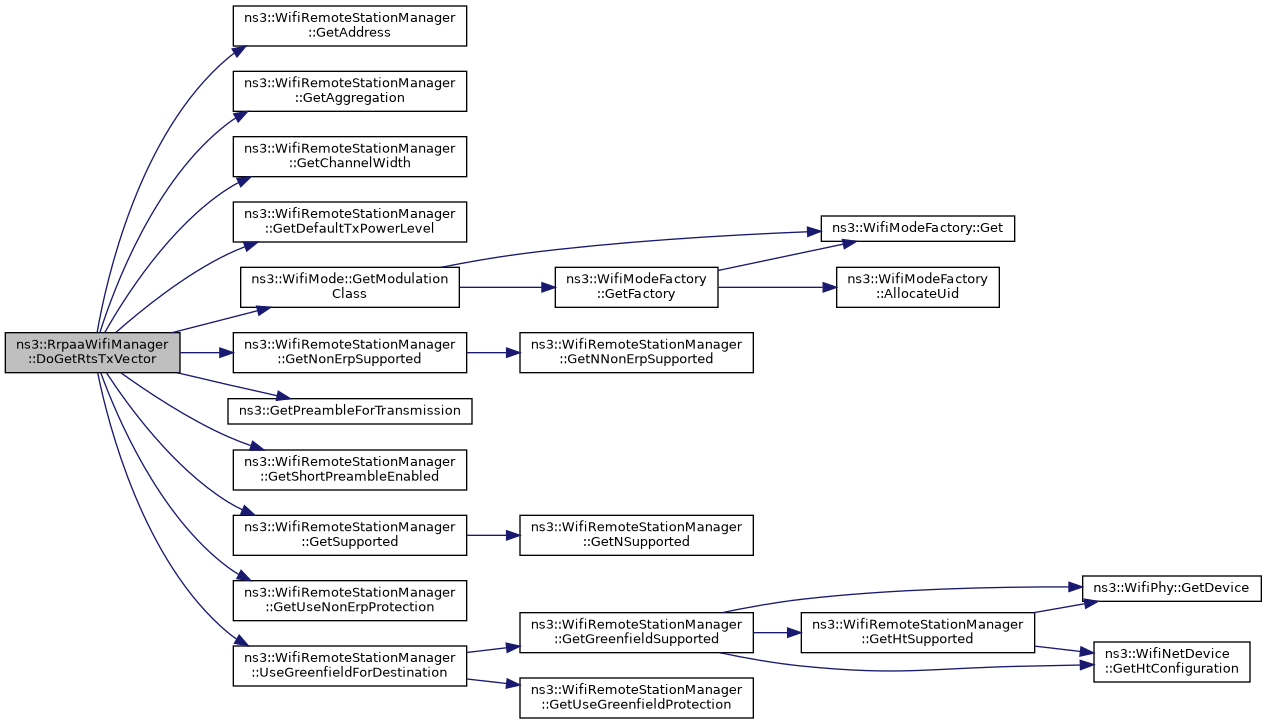 ns3::WifiRemoteStationManager
::GetAddress
ns3::WifiRemoteStationManager
::GetAggregation
ns3::WifiRemoteStationManager
::GetChannelWidth
ns3::WifiRemoteStationManager
::GetDefaultTxPowerLevel
ns3::WifiModeFactory::Get
ns3::WifiMode::GetModulation
Class
ns3::WifiModeFactory
::GetFactory
ns3::WifiModeFactory
::AllocateUid
ns3::RrpaaWifiManager
::DoGetRtsTxVector
ns3::WifiRemoteStationManager
::GetNonErpSupported
ns3::WifiRemoteStationManager
::GetNNonErpSupported
ns3::GetPreambleForTransmission
ns3::WifiRemoteStationManager
::GetShortPreambleEnabled
ns3::WifiRemoteStationManager
::GetSupported
ns3::WifiRemoteStationManager
::GetNSupported
ns3::WifiRemoteStationManager
::GetUseNonErpProtection
ns3::WifiPhy::GetDevice
ns3::WifiRemoteStationManager
::GetGreenfieldSupported
ns3::WifiRemoteStationManager
::GetHtSupported
ns3::WifiNetDevice
::GetHtConfiguration
ns3::WifiRemoteStationManager
::UseGreenfieldForDestination
ns3::WifiRemoteStationManager
::GetUseGreenfieldProtection